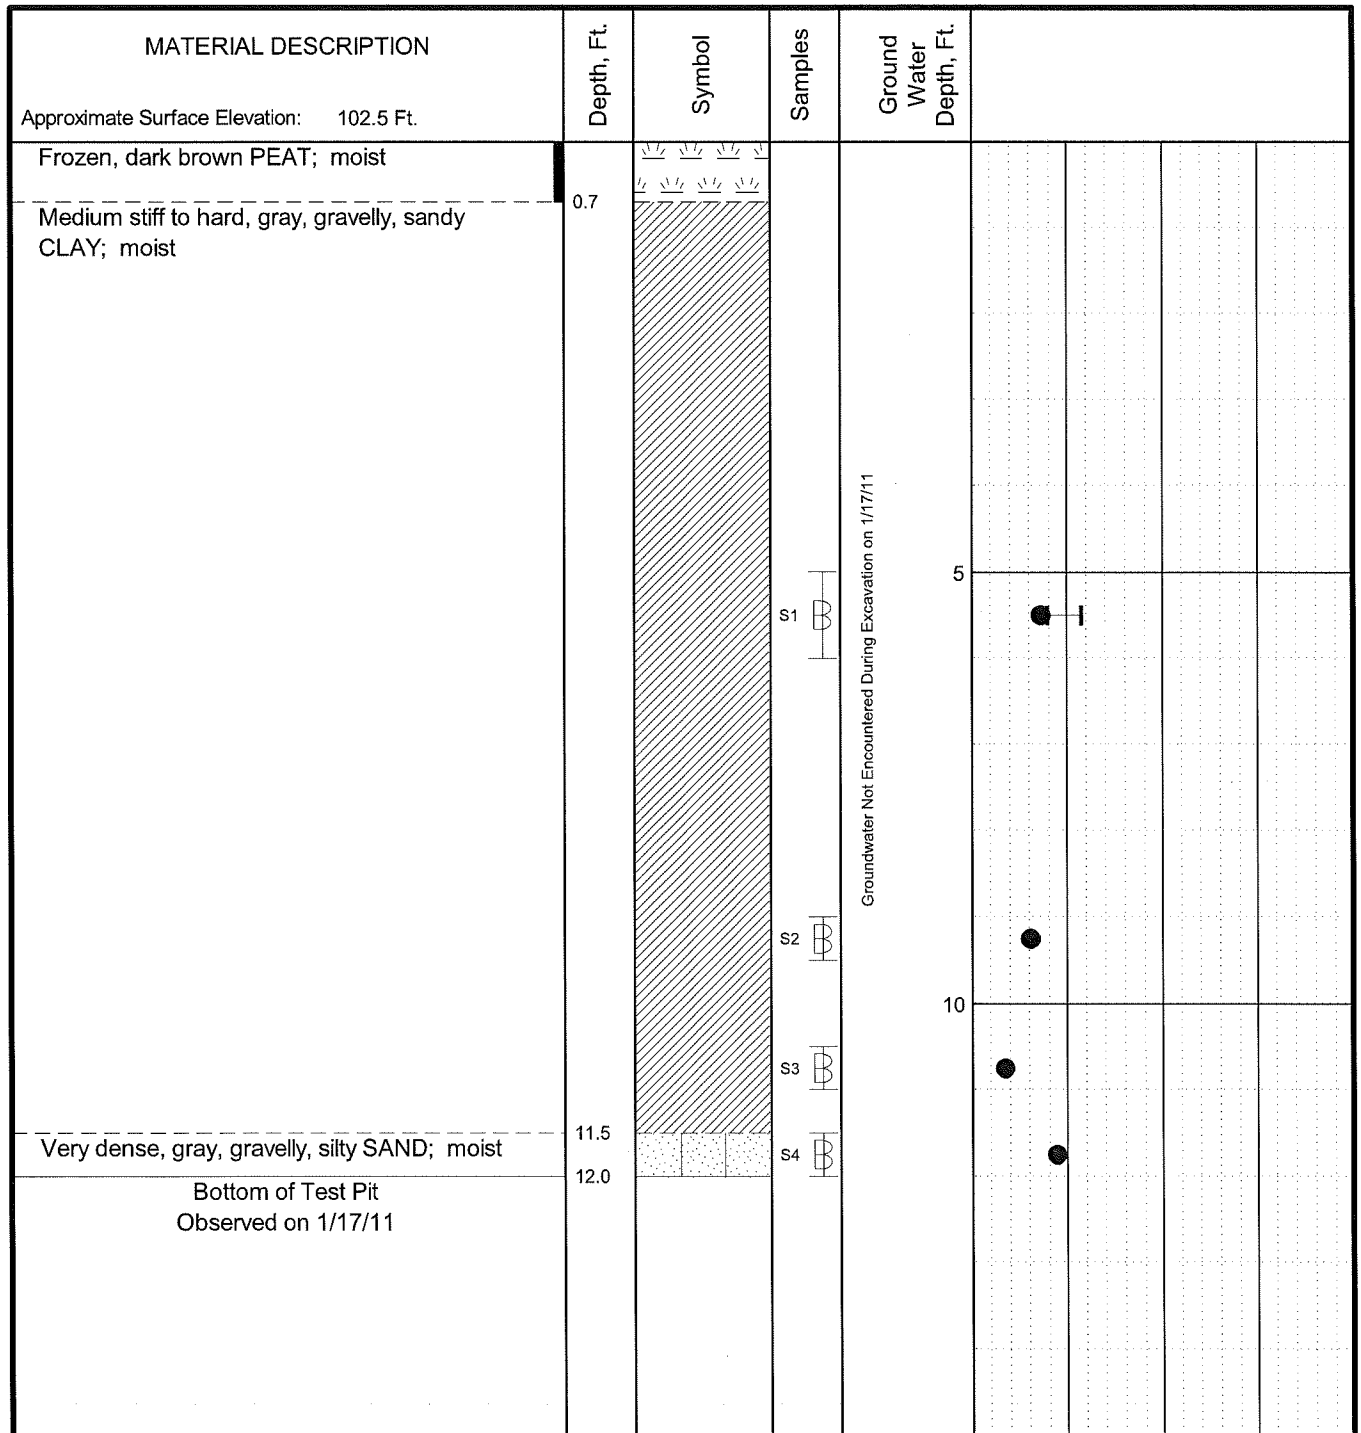 MATERIAL DESCRIPTION
Approximate Surface Elevation: 102.5 Ft.
Depth, Ft.
Symbol
Samples
Ground
Water
Depth, Ft.
Frozen, dark brown PEAT; moist
0.7
Medium stiff to hard, gray, gravelly, sandy
CLAY; moist
Groundwater Not Encountered During Excavation on 1/17/11
5
S1 B
S2 B
10
S3 B
11.5
Very dense, gray, gravelly, silty SAND; moist
S4 B
12.0
Bottom of Test Pit
Observed on 1/17/11